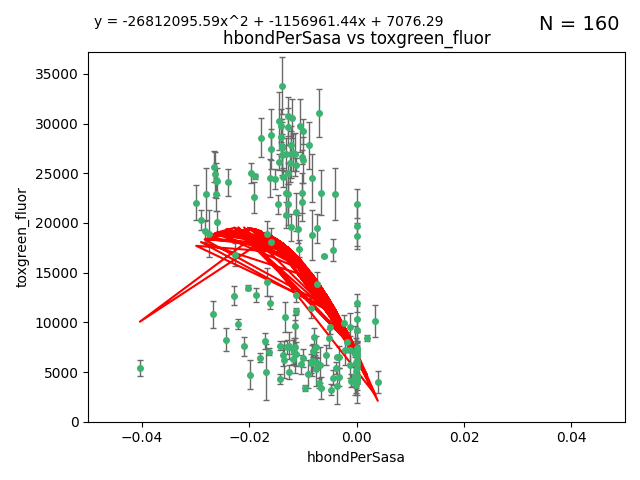 y = -26812095.59x^2 + -1156961.44x + 7076.29
N = 160
hbondPerSasa vs toxgreen_fluor
35000
30000
25000
20000
15000
10000
5000
0
toxgreen_fluor
−0.04
−0.02
0.00
0.02
0.04
hbondPerSasa